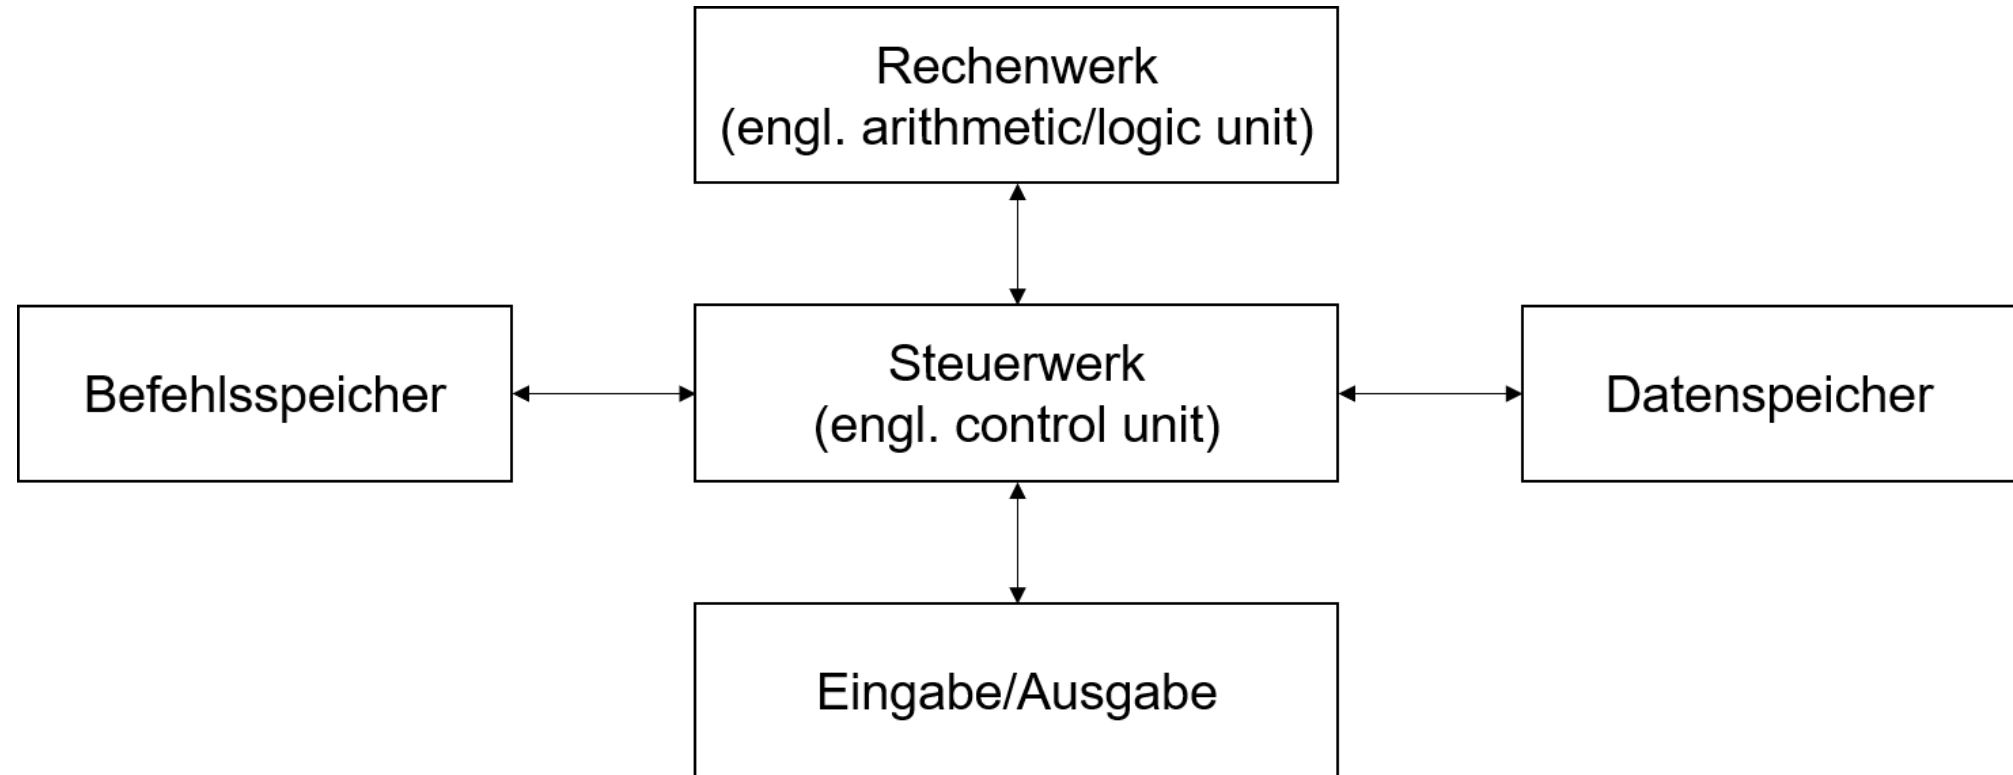 Rechenwerk
(engl. arithmetic/logic unit)
Befehlsspeicher
Steuerwerk
(engl. control unit)
Datenspeicher
Eingabe/Ausgabe